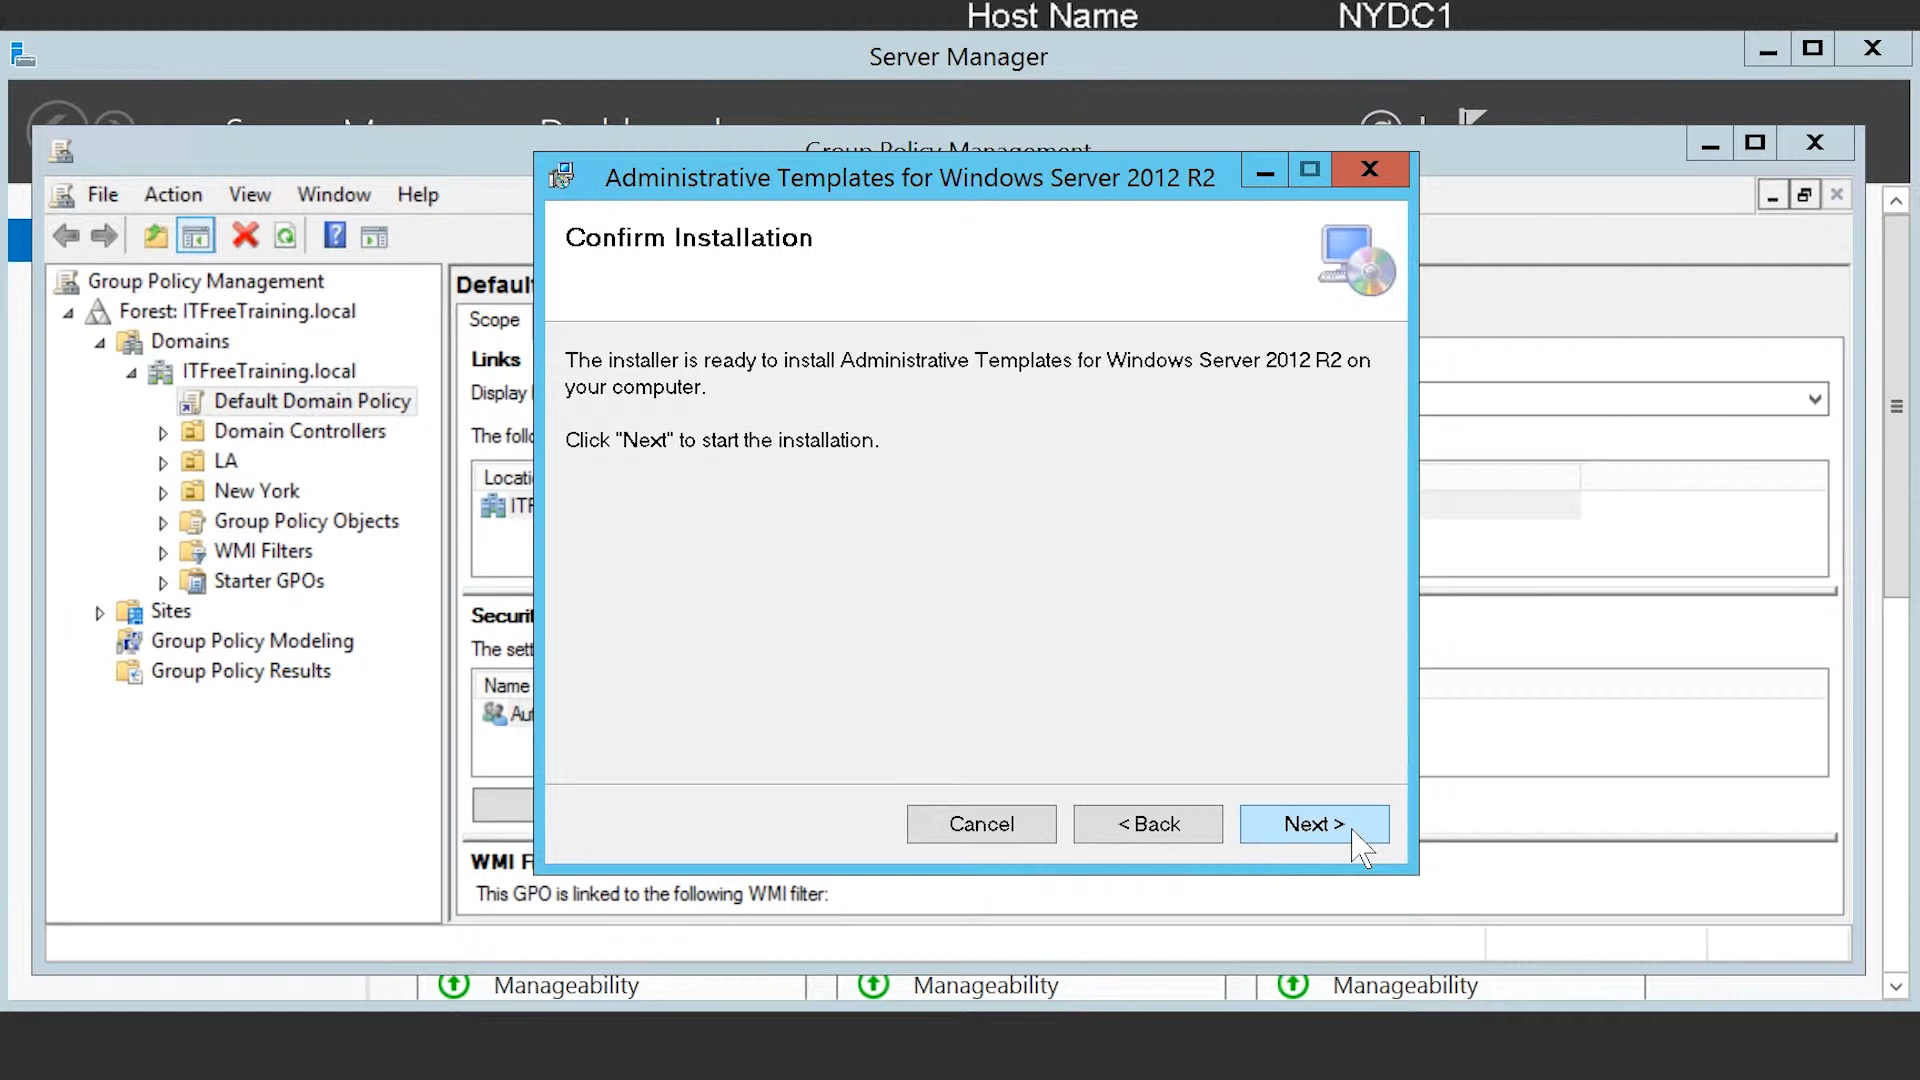 Host Name NYDC1
Server Manager
Administrative Templates for Windows Server 2012 R2
File Action View Window Help
Confirm Installation
The installer is ready to install Administrative Templates for Windows Server 2012 R2 on
your computer.
Click "Next" to start the installation.
Cancel
< Back
Next >
Group Policy Management
Forest: ITFreeTraining.local
Domains
ITFreeTraining.local
Default Domain Policy
Domain Controllers
LA
New York
Group Policy Objects
WMI Filters
Starter GPOs
Sites
Group Policy Modeling
Group Policy Results
Scope
Links
Display
Name
This GPO is linked to the following WMI filter:
Manageability
Manageability
Manageability